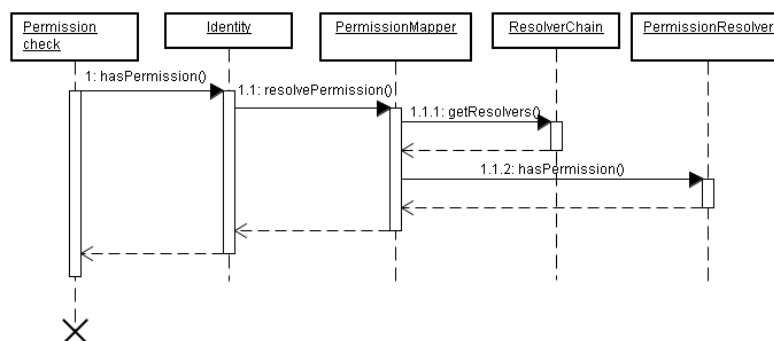 Permission
check
Identity
PermissionMapper
ResolverChain
PermissionResolver
1: hasPermission()
1.1: resolvePermission()
1.1.1: getResolvers()
1.1.2: hasPermission()